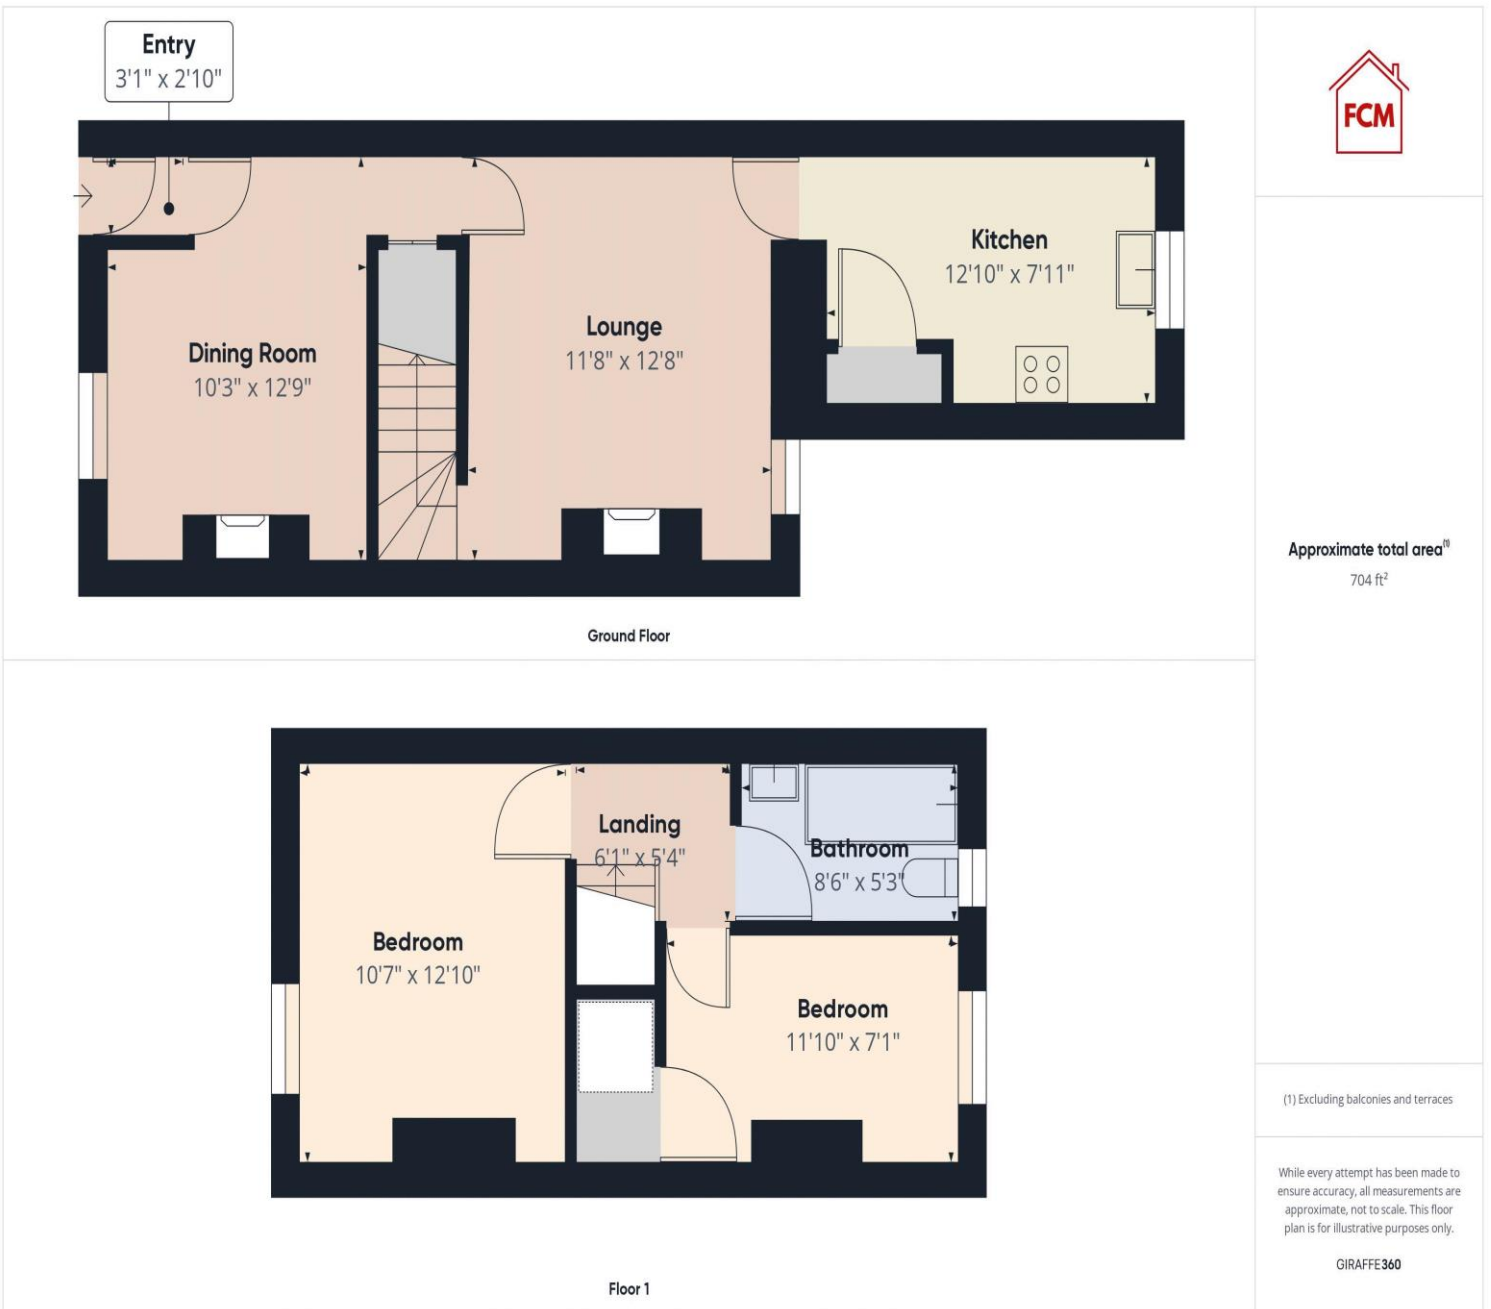 Entry
3'1" x 2'10"
FCM
Kitchen
12'10" x 7'11"
Lounge
11'8" x 12'8"
Dining Room
10'3" x 12'9"
Ground Floor
Approximate total area⁽¹⁾
704 ft²
Landing
6'1" x 5'4"
Bathroom
8'6" x 5'3"
Bedroom
10'7" x 12'10"
Bedroom
11'10" x 7'1"
Floor 1
(1) Excluding balconies and terraces
While every attempt has been made to
ensure accuracy, all measurements are
approximate, not to scale. This floor
plan is for illustrative purposes only.
GIRAFFE360